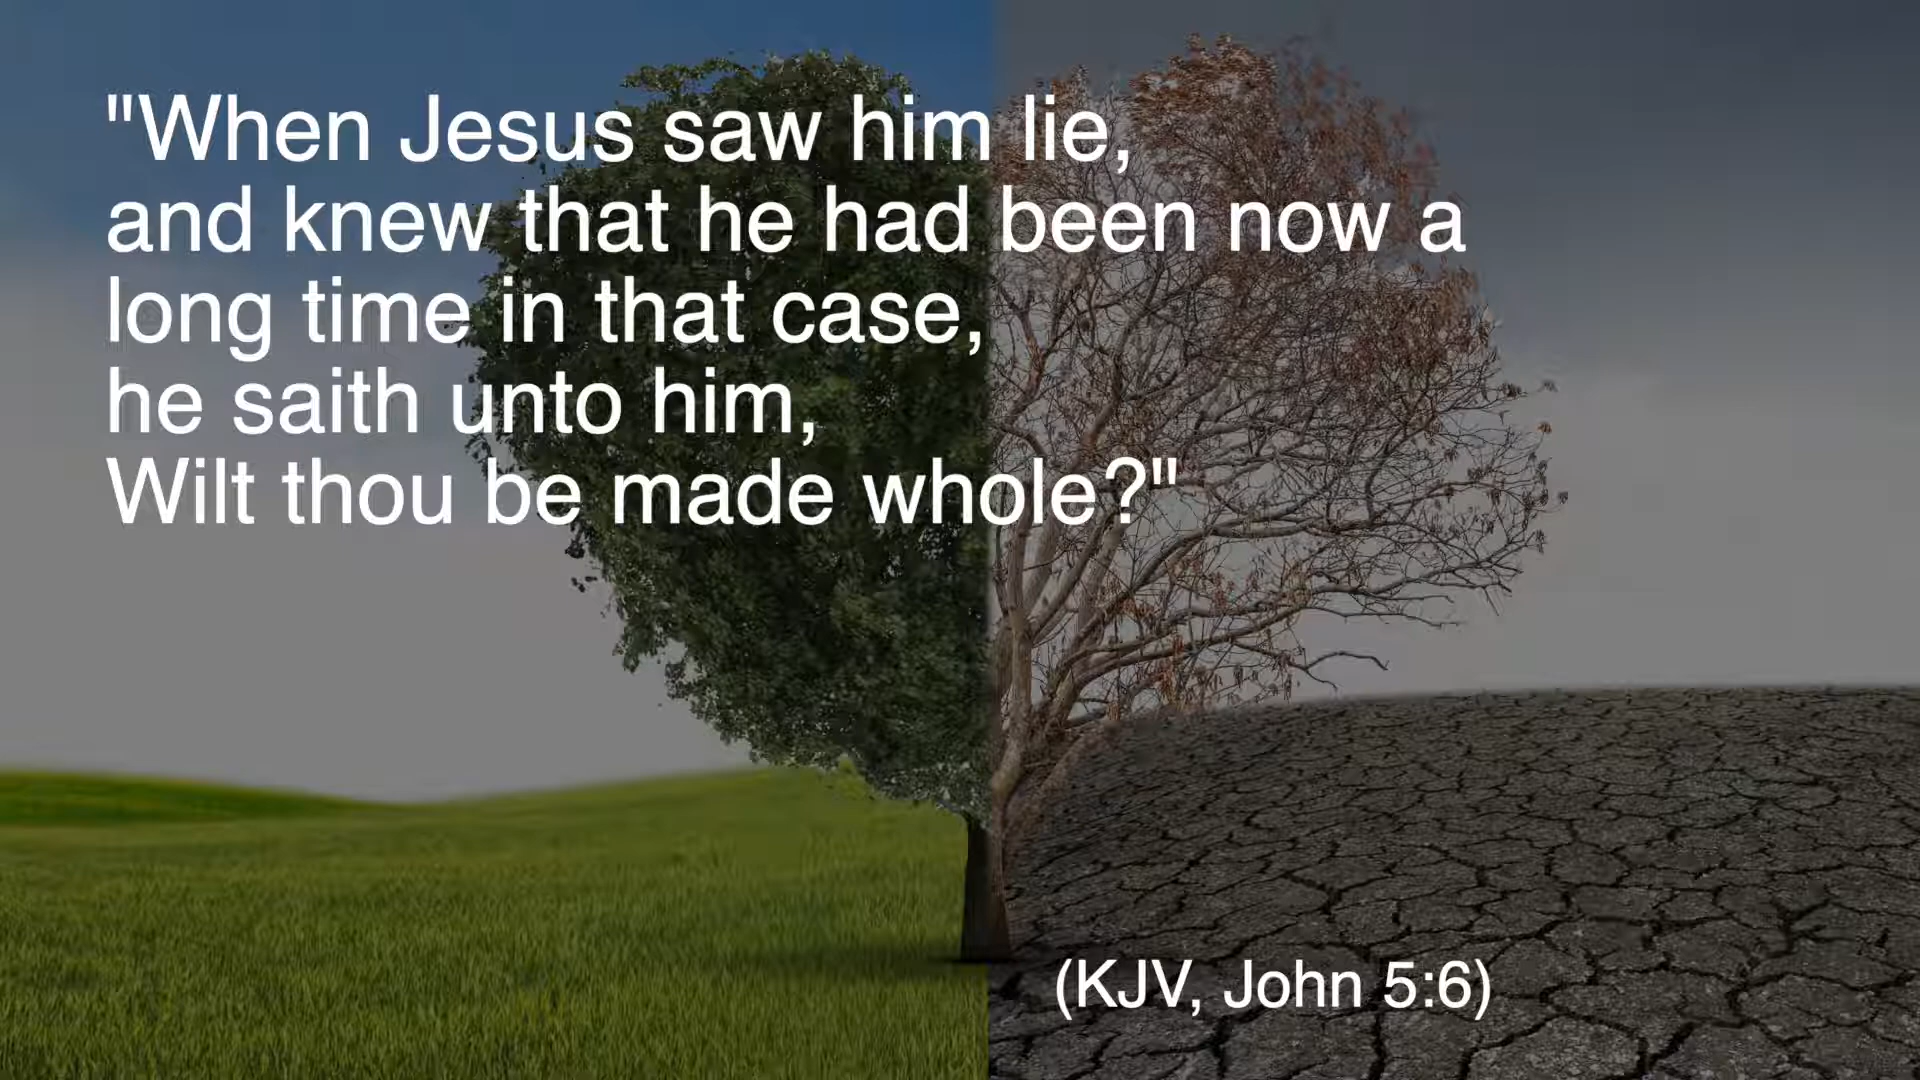 "When Jesus saw him lie,
and knew that he had been now a
long time in that case,
he saith unto him,
Wilt thou be made whole?"
(KJV, John 5:6)